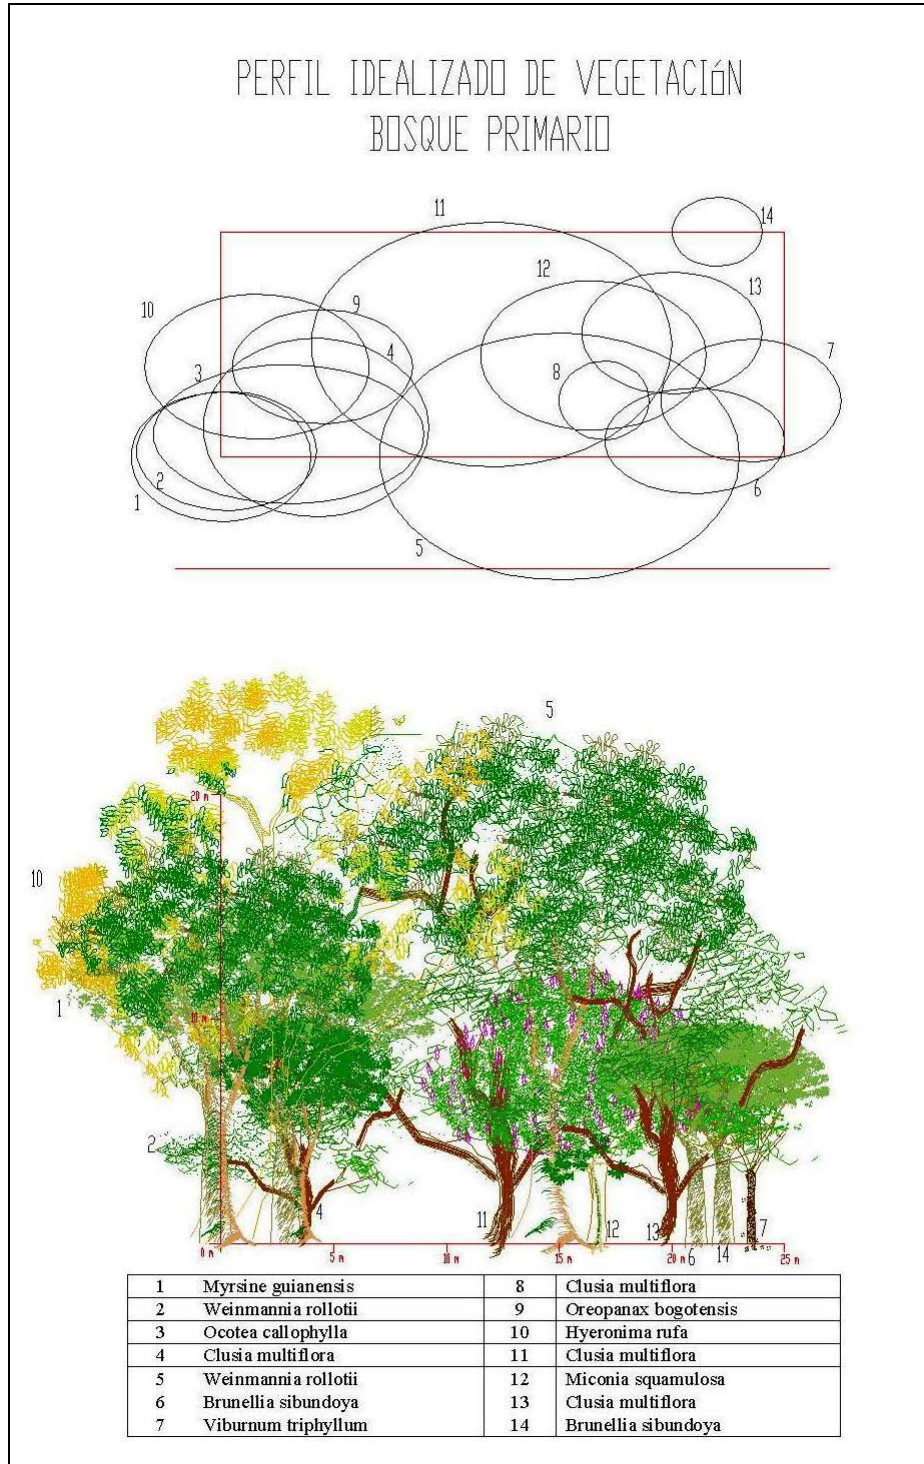 PERFIL IDEALIZADO DE VEGETACIÓN
BOSQUE PRIMARIO
11
14
12
13
10
9
7
4
8
3
2
6
1
5
5
20 m
10
1
10 m
2
4
11
12
13
6
14
7
0 m
5 m
10 m
15 m
20 m
25 m
1 Myrsine guianensis 8 Clusia multiflora
2 Weinmannia rollotii 9 Oreopanax bogotensis
3 Ocotea callophylla 10 Hyeronima rufa
4 Clusia multiflora 11 Clusia multiflora
5 Weinmannia rollotii 12 Miconia squamulosa
6 Brunellia sibundoya 13 Clusia multiflora
7 Viburnum triphyllum 14 Brunellia sibundoya